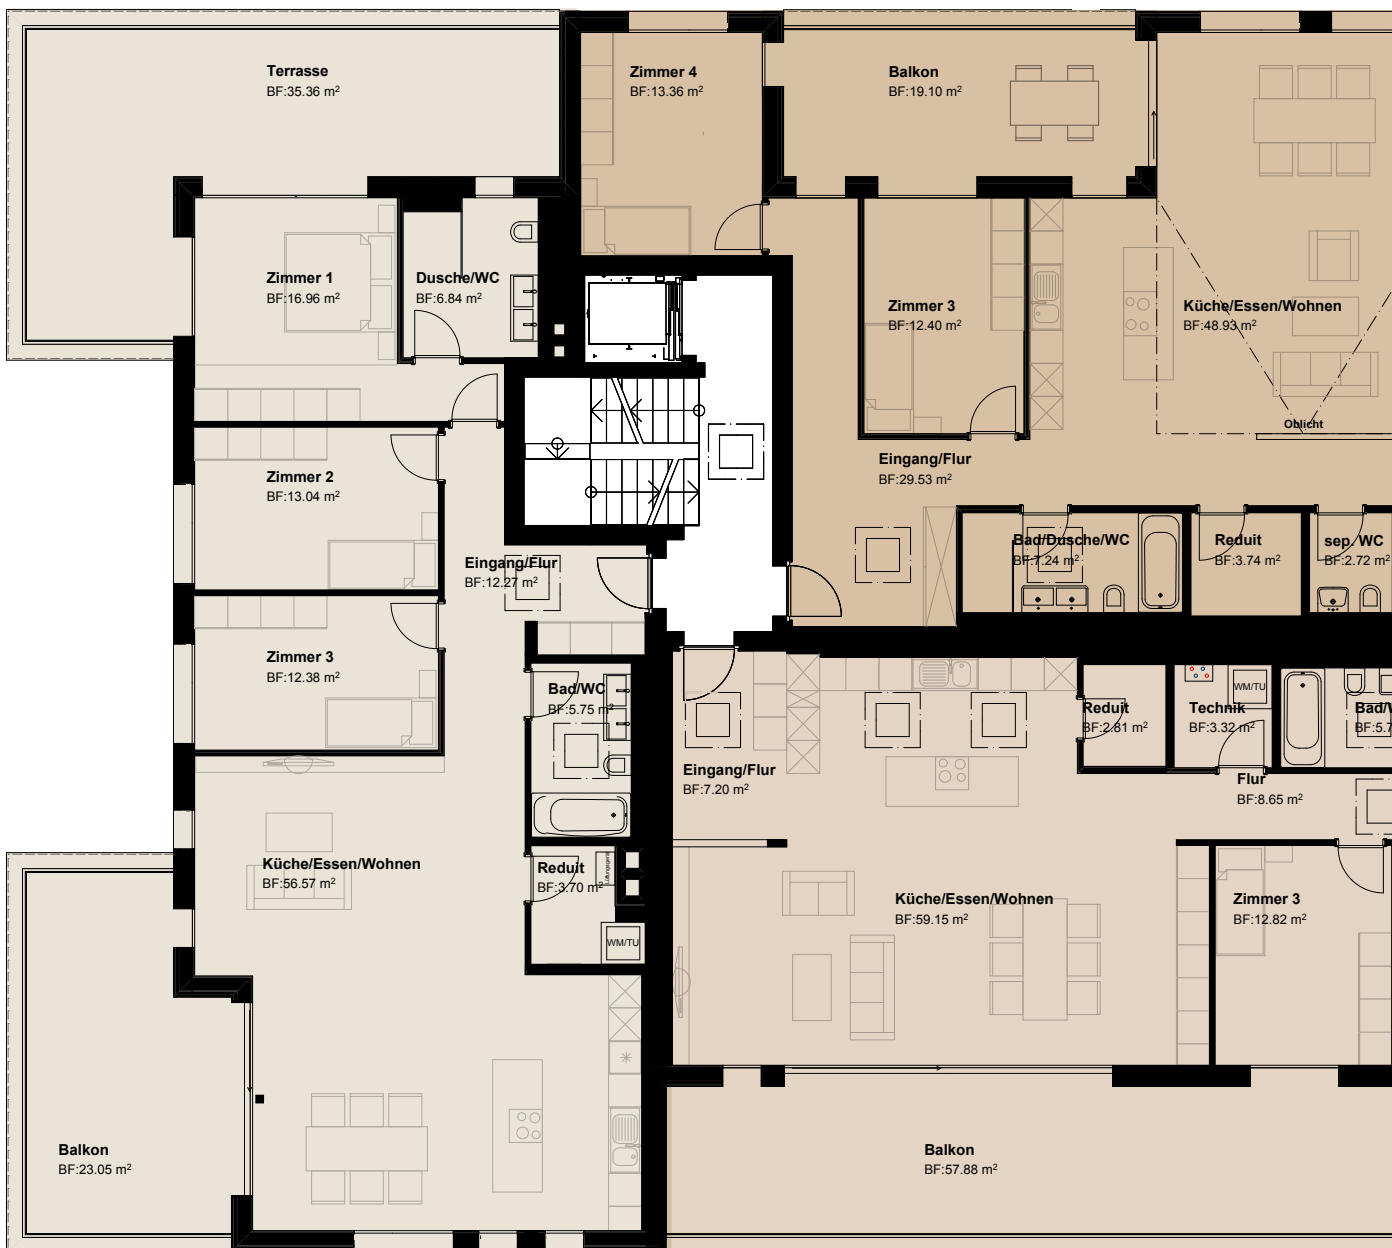 Terrasse
BF:35.36 m²
Zimmer 4
BF:13.36 m²
Balkon
BF:19.10 m²
Zimmer 1
BF:16.96 m²
Dusche/WC
BF:6.84 m²
Zimmer 3
BF:12.40 m²
Küche/Essen/Wohnen
BF:48.93 m²
Oblicht
Zimmer 2
BF:13.04 m²
Eingang/Flur
BF:29.53 m²
Eingang/Flur
BF:12.27 m²
Bad/Dusche/WC
BF:7.24 m²
Reduit
BF:3.74 m²
sep. WC
BF:2.72 m²
Zimmer 3
BF:12.38 m²
Bad/WC
BF:5.75 m²
Eingang/Flur
BF:7.20 m²
Reduit
BF:2.81 m²
Technik
BF:3.32 m²
WM/TU
Bad/W
BF:5.7
Flur
BF:8.65 m²
Küche/Essen/Wohnen
BF:56.57 m²
Reduit
BF:3.70 m²
WM/TU
Küche/Essen/Wohnen
BF:59.15 m²
Zimmer 3
BF:12.82 m²
Balkon
BF:23.05 m²
Balkon
BF:57.88 m²